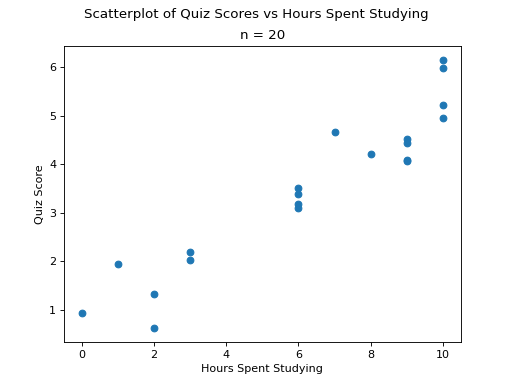 Scatterplot of Quiz Scores vs Hours Spent Studying
n = 20
6
5
4
3
2
1
Quiz Score
0 2 4 6 8 10
Hours Spent Studying